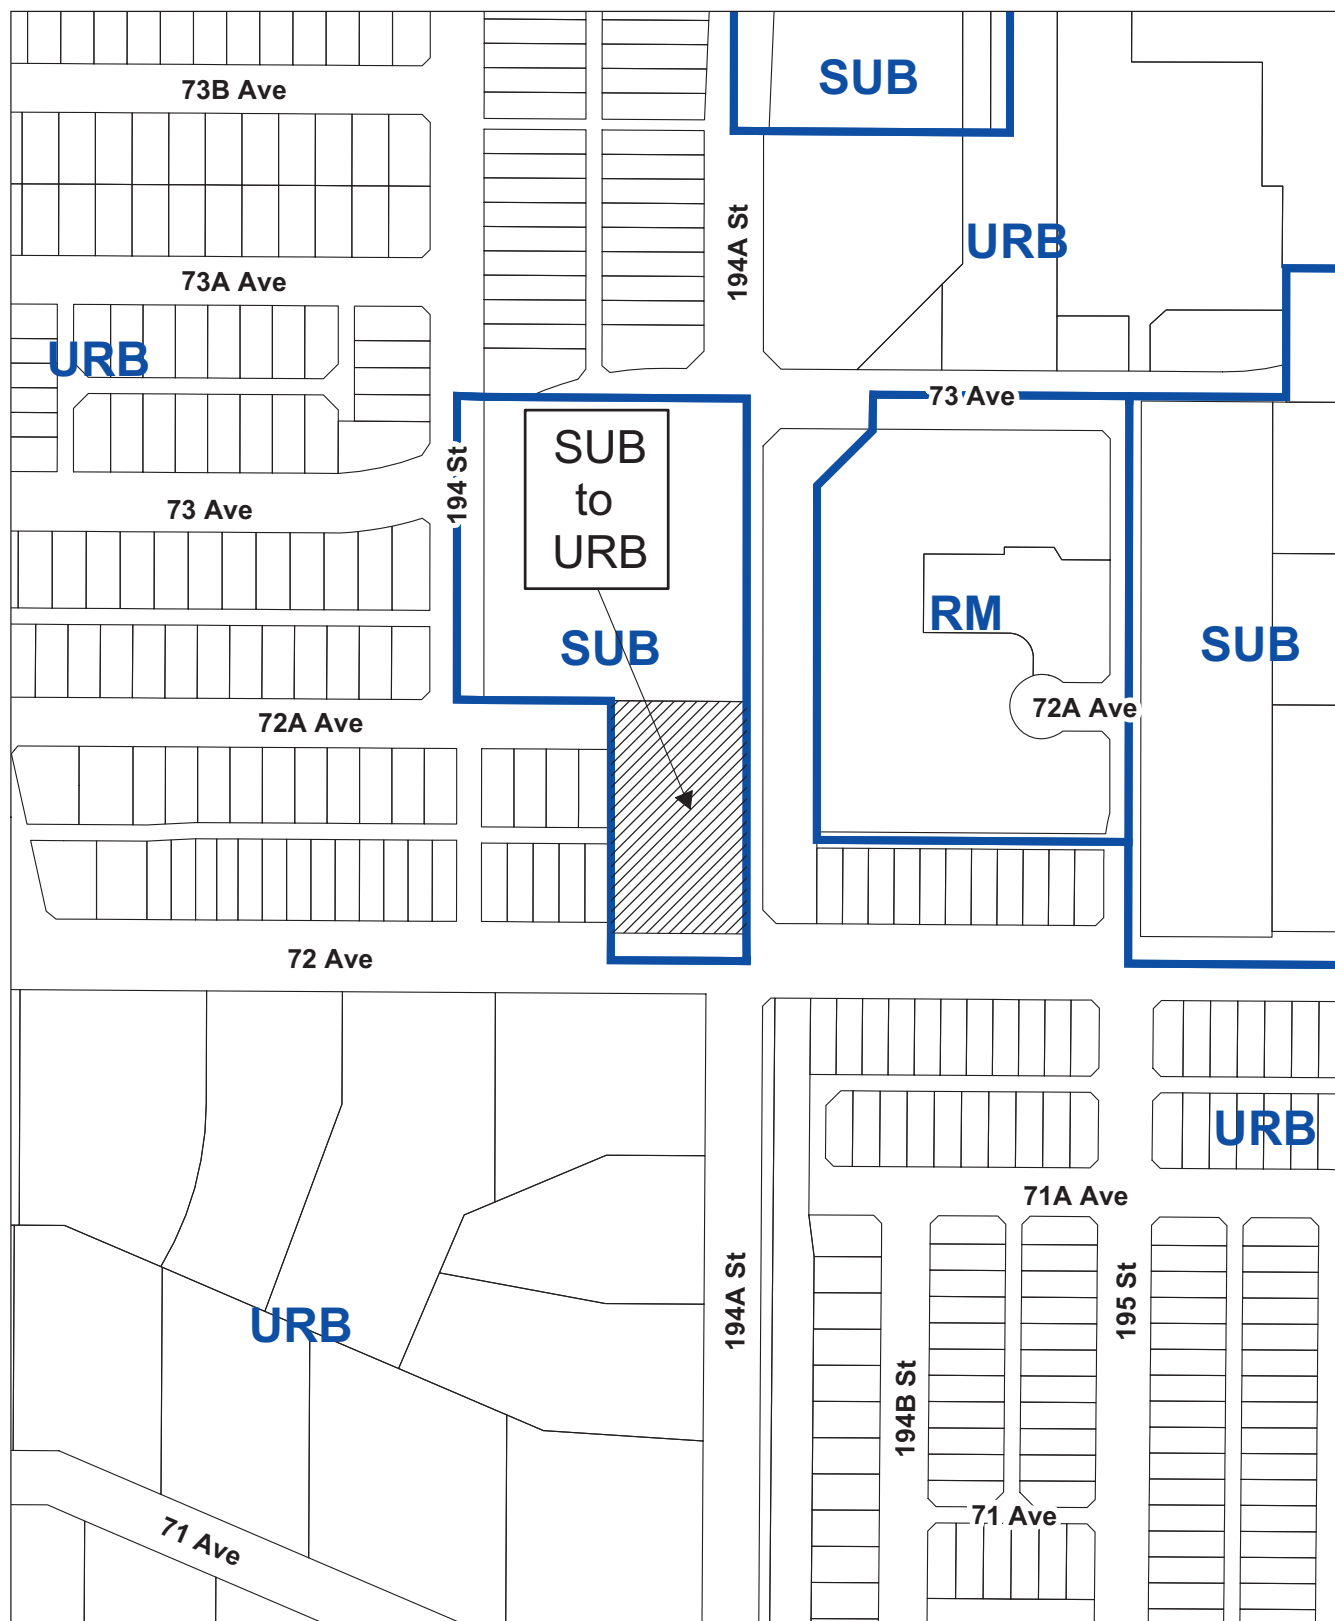 SUB
73B Ave
194A St
URB
73A Ave
URB
73 Ave
SUB
to
URB
194 St
73 Ave
RM
SUB
SUB
72A Ave
72A Ave
72 Ave
URB
71A Ave
194A St
195 St
URB
194B St
71 Ave
71 Ave